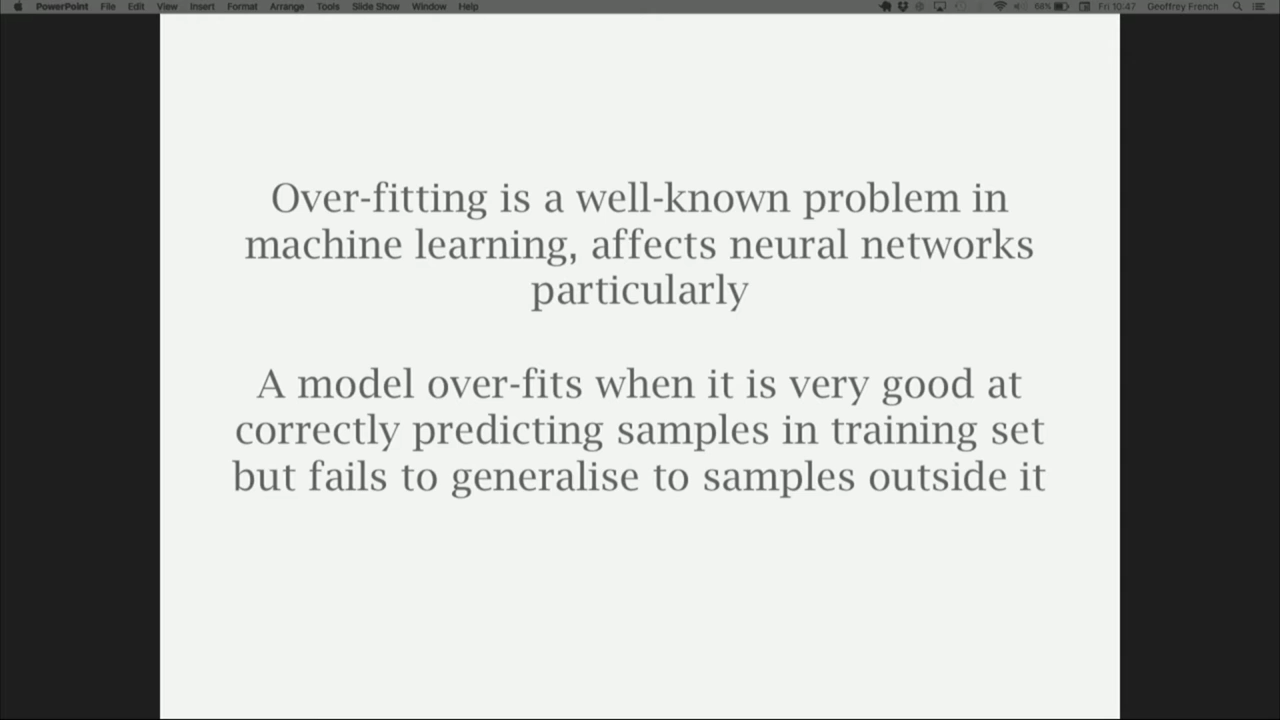 PowerPoint File Edit View Insert Format Arrange Tools Slide Show Window Help 68% Fri 10:47 Geoffrey French
Over-fitting is a well-known problem in
machine learning, affects neural networks
particularly
A model over-fits when it is very good at
correctly predicting samples in training set
but fails to generalise to samples outside it